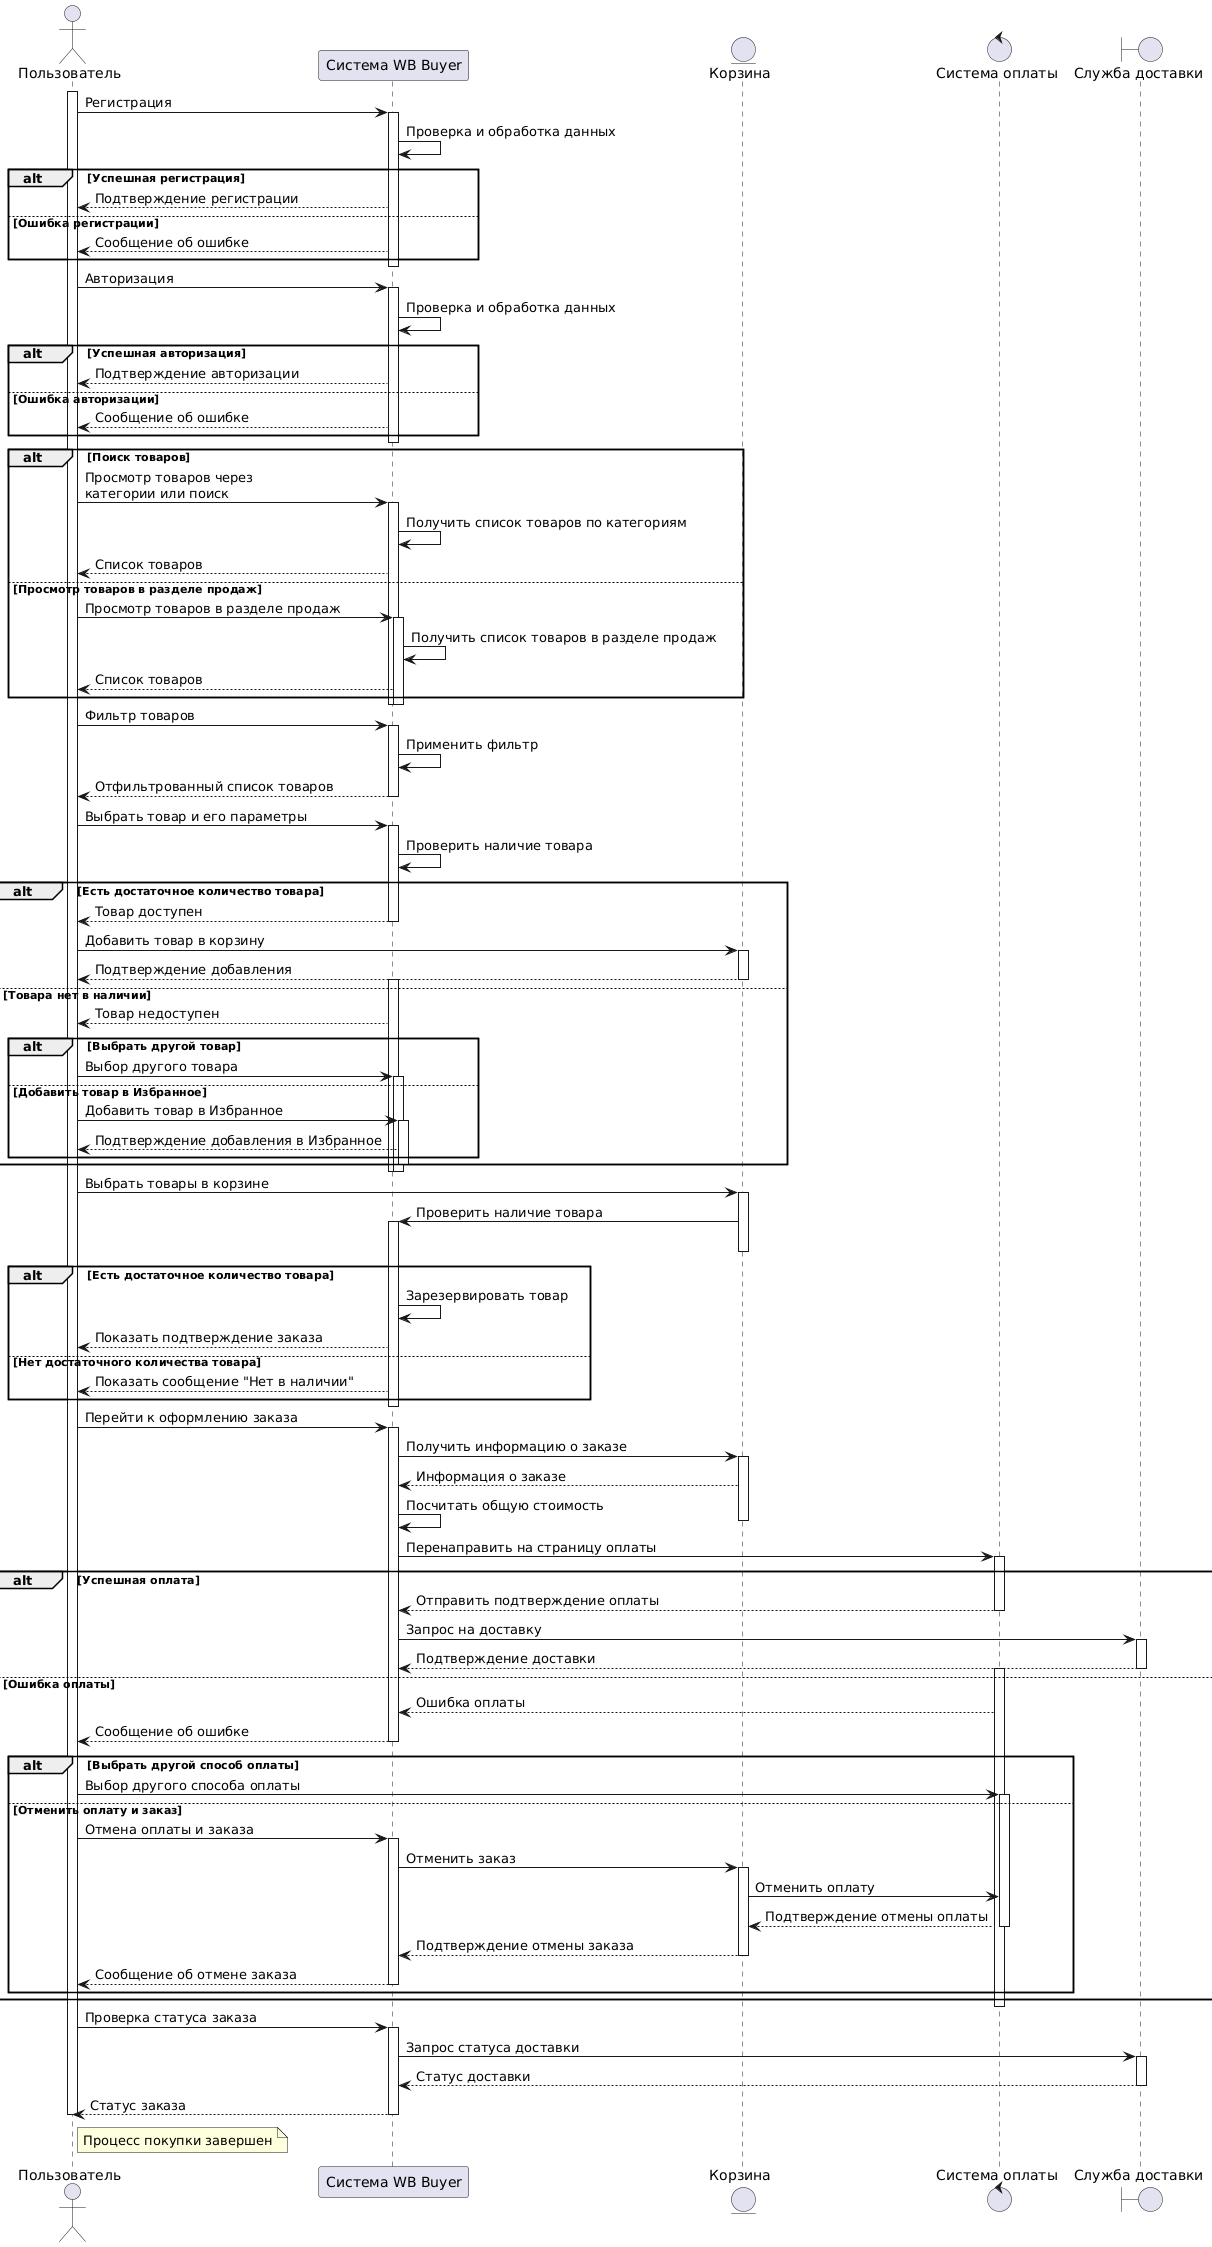 Пользователь
Система WB Buyer
Корзина
Система оплаты
Служба доставки
Регистрация
Проверка и обработка данных
alt
[Успешная регистрация]
Подтверждение регистрации
[Ошибка регистрации]
Сообщение об ошибке
Авторизация
Проверка и обработка данных
alt
[Успешная авторизация]
Подтверждение авторизации
[Ошибка авторизации]
Сообщение об ошибке
alt
[Поиск товаров]
Просмотр товаров через
категории или поиск
Получить список товаров по категориям
Список товаров
[Просмотр товаров в разделе продаж]
Просмотр товаров в разделе продаж
Получить список товаров в разделе продаж
Список товаров
Фильтр товаров
Применить фильтр
Отфильтрованный список товаров
Выбрать товар и его параметры
Проверить наличие товара
alt
[Есть достаточное количество товара]
Товар доступен
Добавить товар в корзину
Подтверждение добавления
[Товара нет в наличии]
Товар недоступен
alt
[Выбрать другой товар]
Выбор другого товара
[Добавить товар в Избранное]
Добавить товар в Избранное
Подтверждение добавления в Избранное
Выбрать товары в корзине
Проверить наличие товара
alt
[Есть достаточное количество товара]
Зарезервировать товар
Показать подтверждение заказа
[Нет достаточного количества товара]
Показать сообщение "Нет в наличии"
Перейти к оформлению заказа
Получить информацию о заказе
Информация о заказе
Посчитать общую стоимость
Перенаправить на страницу оплаты
alt
[Успешная оплата]
Отправить подтверждение оплаты
Запрос на доставку
Подтверждение доставки
[Ошибка оплаты]
Ошибка оплаты
Сообщение об ошибке
alt
[Выбрать другой способ оплаты]
Выбор другого способа оплаты
[Отменить оплату и заказ]
Отмена оплаты и заказа
Отменить заказ
Отменить оплату
Подтверждение отмены оплаты
Подтверждение отмены заказа
Сообщение об отмене заказа
Проверка статуса заказа
Запрос статуса доставки
Статус доставки
Статус заказа
Процесс покупки завершен
Пользователь
Система WB Buyer
Корзина
Система оплаты
Служба доставки